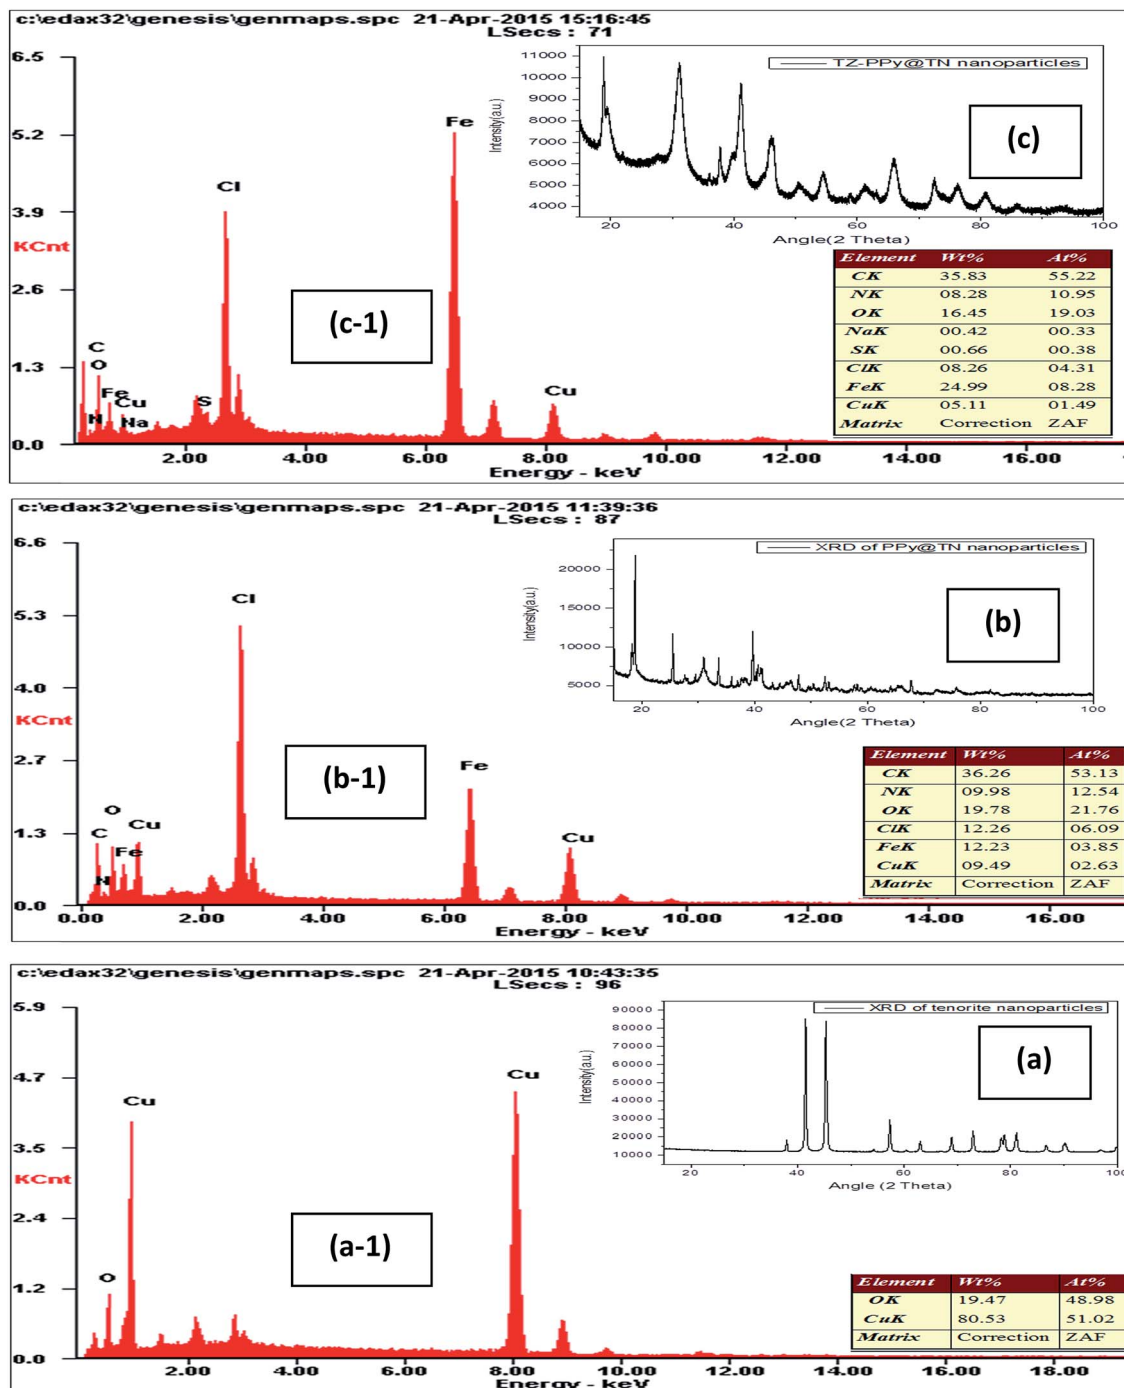 c:\edax32\genesis\genmaps.spc 21-Apr-2015 15:16:45
LSecs : 71
6.5
5.2
3.9
KCnt
2.6
1.3
0.0
C
O
Fe
N
Cu
Na
S
Cl
Fe
Cu
2.00 4.00 6.00 8.00 10.00 12.00 14.00 16.00
Energy - keV
(c-1)
TZ-PPy@TN nanoparticles
(c)
Intensity(a.u.)
11000
10000
9000
8000
7000
6000
5000
4000
20 40 60 80 100
Angle(2 Theta)
Element Wt% At%
CK 35.83 55.22
NK 08.28 10.95
OK 16.45 19.03
NaK 00.42 00.33
SK 00.66 00.38
ClK 08.26 04.31
FeK 24.99 08.28
CuK 05.11 01.49
Matrix Correction ZAF
c:\edax32\genesis\genmaps.spc 21-Apr-2015 11:39:36
LSecs : 87
6.6
5.3
4.0
KCnt
2.7
1.3
0.0
C
N
O
Fe
Cu
Cl
Fe
Cu
0.00 2.00 4.00 6.00 8.00 10.00 12.00 14.00 16.00
Energy - keV
(b-1)
XRD of PPy@TN nanoparticles
(b)
Intensity(a.u.)
20000
15000
10000
5000
20 40 60 80 100
Angle(2 Theta)
Element Wt% At%
CK 36.26 53.13
NK 09.98 12.54
OK 19.78 21.76
ClK 12.26 06.09
FeK 12.23 03.85
CuK 09.49 02.63
Matrix Correction ZAF
c:\edax32\genesis\genmaps.spc 21-Apr-2015 10:43:35
LSecs : 96
5.9
4.7
3.5
KCnt
2.4
1.2
0.0
O
Cu
Cu
2.00 4.00 6.00 8.00 10.00 12.00 14.00 16.00 18.00
Energy - keV
(a-1)
XRD of tenorite nanoparticles
(a)
Intensity(a.u.)
90000
80000
70000
60000
50000
40000
30000
20000
10000
20 40 60 80 100
Angle (2 Theta)
Element Wt% At%
OK 19.47 48.98
CuK 80.53 51.02
Matrix Correction ZAF